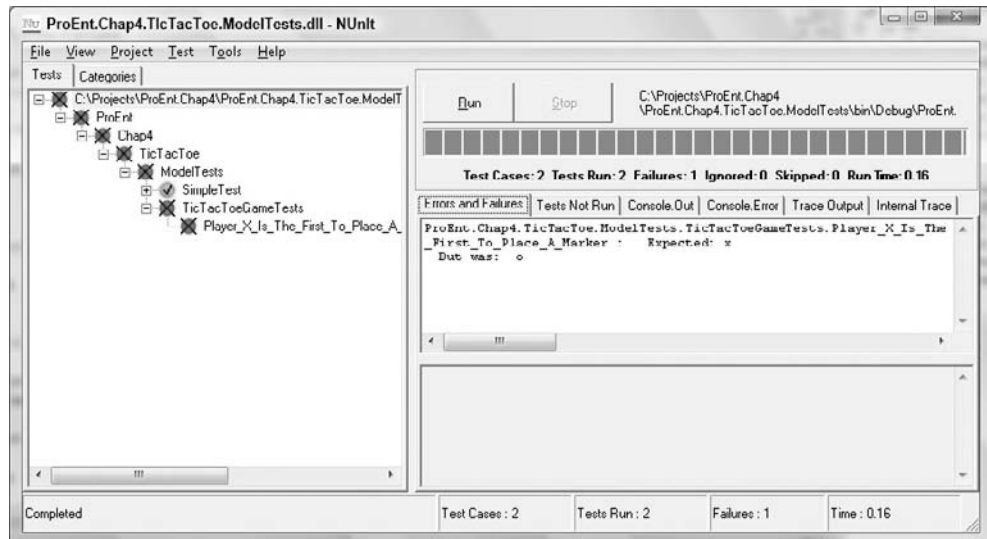 ProEnt.Chap4.TicTacToe.ModelTests.dll - NUnit
File View Project Test Tools Help
Tests Categories
C:\Projects\ProEnt.Chap4\ProEnt.Chap4.TicTacToe.ModelT
ProEnt
Chap4
TicTacToe
ModelTests
SimpleTest
TicTacToeGameTests
Player_X_Is_The_First_To_Place_A_
Run Stop
C:\Projects\ProEnt.Chap4
\ProEnt.Chap4.TicTacToe.ModelTests\bin\Debug\ProEnt.
Test Cases: 2 Tests Run: 2 Failures: 1 Ignored: 0 Skipped: 0 Run Time: 0.16
Errors and Failures Tests Not Run Console.Out Console.Error Trace Output Internal Trace
ProEnt.Chap4.TicTacToe.ModelTests.TicTacToeGameTests.Player_X_Is_The
_First_To_Place_A_Marker : Expected: x
But was: o
Completed
Test Cases : 2 Tests Run : 2 Failures : 1 Time : 0.16